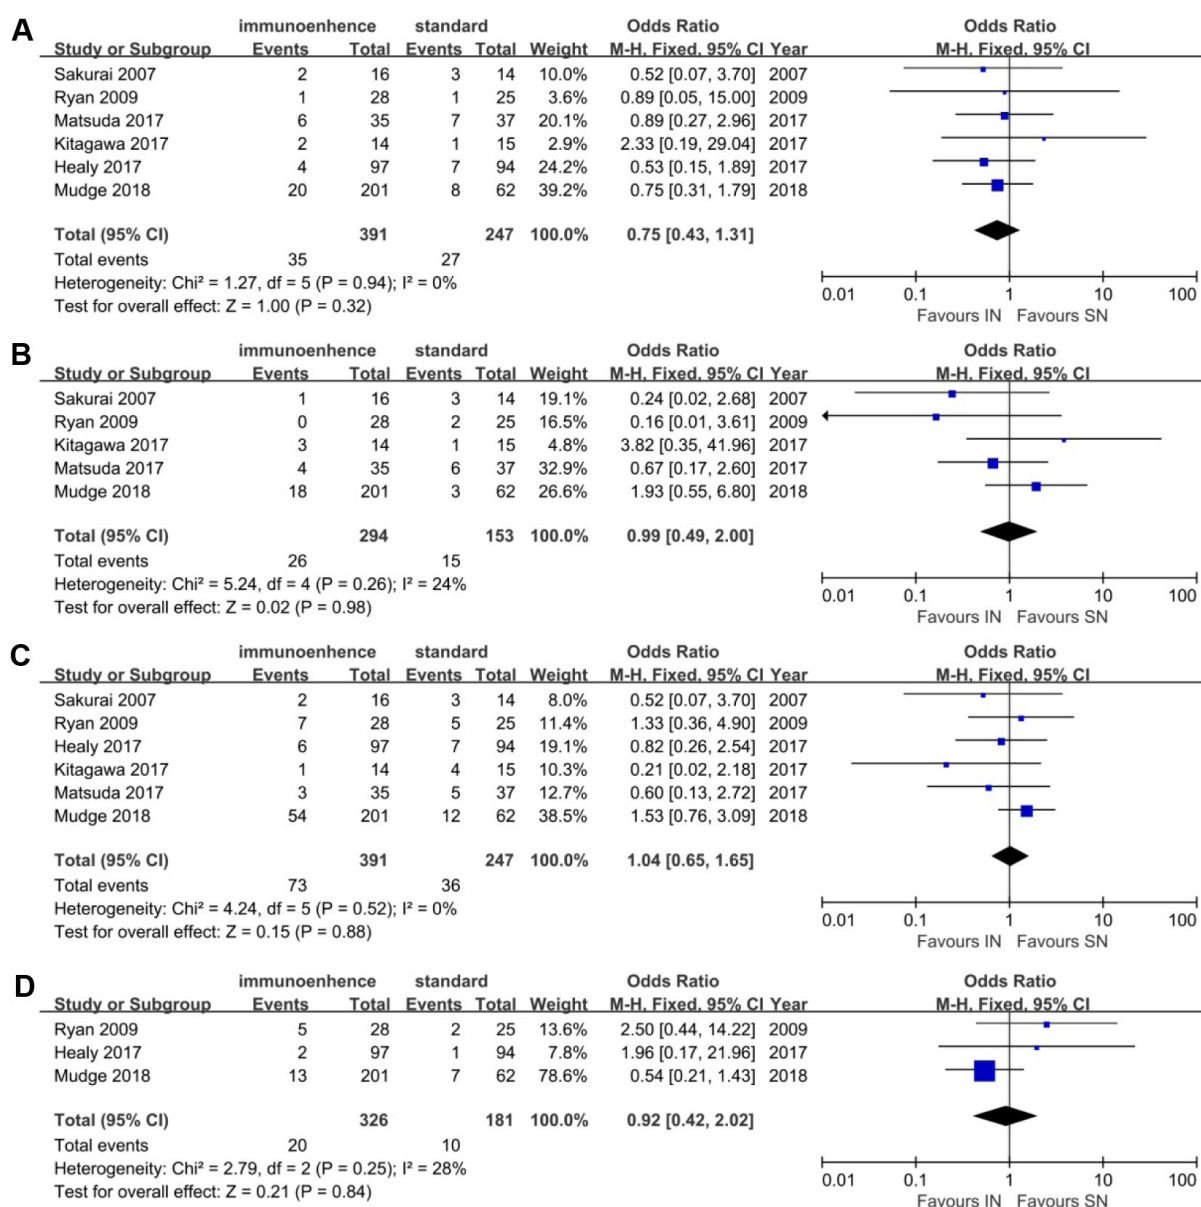 A
immunoenhence standard Odds Ratio Odds Ratio
Study or Subgroup Events Total Events Total Weight M-H, Fixed, 95% CI Year M-H, Fixed, 95% CI
Sakurai 2007 2 16 3 14 10.0% 0.52 [0.07, 3.70] 2007
Ryan 2009 1 28 1 25 3.6% 0.89 [0.05, 15.00] 2009
Matsuda 2017 6 35 7 37 20.1% 0.89 [0.27, 2.96] 2017
Kitagawa 2017 2 14 1 15 2.9% 2.33 [0.19, 29.04] 2017
Healy 2017 4 97 7 94 24.2% 0.53 [0.15, 1.89] 2017
Mudge 2018 20 201 8 62 39.2% 0.75 [0.31, 1.79] 2018
Total (95% CI) 391 247 100.0% 0.75 [0.43, 1.31]
Total events 35 27
Heterogeneity: Chi² = 1.27, df = 5 (P = 0.94); I² = 0%
Test for overall effect: Z = 1.00 (P = 0.32)
0.01 0.1 1 10 100
Favours IN Favours SN
B
immunoenhence standard Odds Ratio Odds Ratio
Study or Subgroup Events Total Events Total Weight M-H, Fixed, 95% CI Year M-H, Fixed, 95% CI
Sakurai 2007 1 16 3 14 19.1% 0.24 [0.02, 2.68] 2007
Ryan 2009 0 28 2 25 16.5% 0.16 [0.01, 3.61] 2009
Kitagawa 2017 3 14 1 15 4.8% 3.82 [0.35, 41.96] 2017
Matsuda 2017 4 35 6 37 32.9% 0.67 [0.17, 2.60] 2017
Mudge 2018 18 201 3 62 26.6% 1.93 [0.55, 6.80] 2018
Total (95% CI) 294 153 100.0% 0.99 [0.49, 2.00]
Total events 26 15
Heterogeneity: Chi² = 5.24, df = 4 (P = 0.26); I² = 24%
Test for overall effect: Z = 0.02 (P = 0.98)
0.01 0.1 1 10 100
Favours IN Favours SN
C
immunoenhence standard Odds Ratio Odds Ratio
Study or Subgroup Events Total Events Total Weight M-H, Fixed, 95% CI Year M-H, Fixed, 95% CI
Sakurai 2007 2 16 3 14 8.0% 0.52 [0.07, 3.70] 2007
Ryan 2009 7 28 5 25 11.4% 1.33 [0.36, 4.90] 2009
Healy 2017 6 97 7 94 19.1% 0.82 [0.26, 2.54] 2017
Kitagawa 2017 1 14 4 15 10.3% 0.21 [0.02, 2.18] 2017
Matsuda 2017 3 35 5 37 12.7% 0.60 [0.13, 2.72] 2017
Mudge 2018 54 201 12 62 38.5% 1.53 [0.76, 3.09] 2018
Total (95% CI) 391 247 100.0% 1.04 [0.65, 1.65]
Total events 73 36
Heterogeneity: Chi² = 4.24, df = 5 (P = 0.52); I² = 0%
Test for overall effect: Z = 0.15 (P = 0.88)
0.01 0.1 1 10 100
Favours IN Favours SN
D
immunoenhence standard Odds Ratio Odds Ratio
Study or Subgroup Events Total Events Total Weight M-H, Fixed, 95% CI Year M-H, Fixed, 95% CI
Ryan 2009 5 28 2 25 13.6% 2.50 [0.44, 14.22] 2009
Healy 2017 2 97 1 94 7.8% 1.96 [0.17, 21.96] 2017
Mudge 2018 13 201 7 62 78.6% 0.54 [0.21, 1.43] 2018
Total (95% CI) 326 181 100.0% 0.92 [0.42, 2.02]
Total events 20 10
Heterogeneity: Chi² = 2.79, df = 2 (P = 0.25); I² = 28%
Test for overall effect: Z = 0.21 (P = 0.84)
0.01 0.1 1 10 100
Favours IN Favours SN